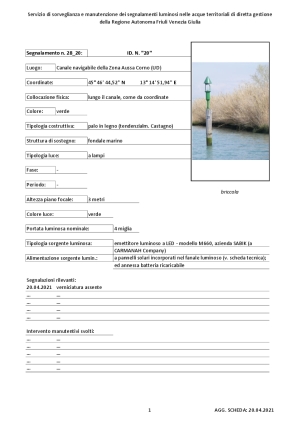 Servizio di sorveglianza e manutenzione dei segnalamenti luminosi nelle acque territoriali di diretta gestione
della Regione Autonoma Friuli Venezia Giulia
Segnalamento n. 28_28: ID. N. "28"
Luogo: Canale navigabile della Zona Aussa Corno (UD)
Coordinate: 45° 46' 44,52" N 13° 14' 51,94" E
Collocazione fisica: lungo il canale, come da coordinate
Colore: verde
Tipologia costruttiva: palo in legno (tendenzialm. Castagno)
Struttura di sostegno: fondale marino
Tipologia luce: a lampi
Fase: -
Periodo: -
Altezza piano focale: 3 metri
Colore luce: verde
Portata luminosa nominale: 4 miglia
Tipologia sorgente luminosa: emettitore luminoso a LED - modello M660, azienda SABIK (a
CARMANAH Company)
Alimentazione sorgente lumin.: a pannelli solari incorporati nel fanale luminoso (v. scheda tecnica);
ed annessa batteria ricaricabile
briccole
Segnalazioni rilevanti:
20.04.2021 verniciatura assente
... ...
... ...
... ...
... ...
Intervento manutentivi svolti:
... ...
... ...
... ...
... ...
1 AGG. SCHEDA: 20.04.2021